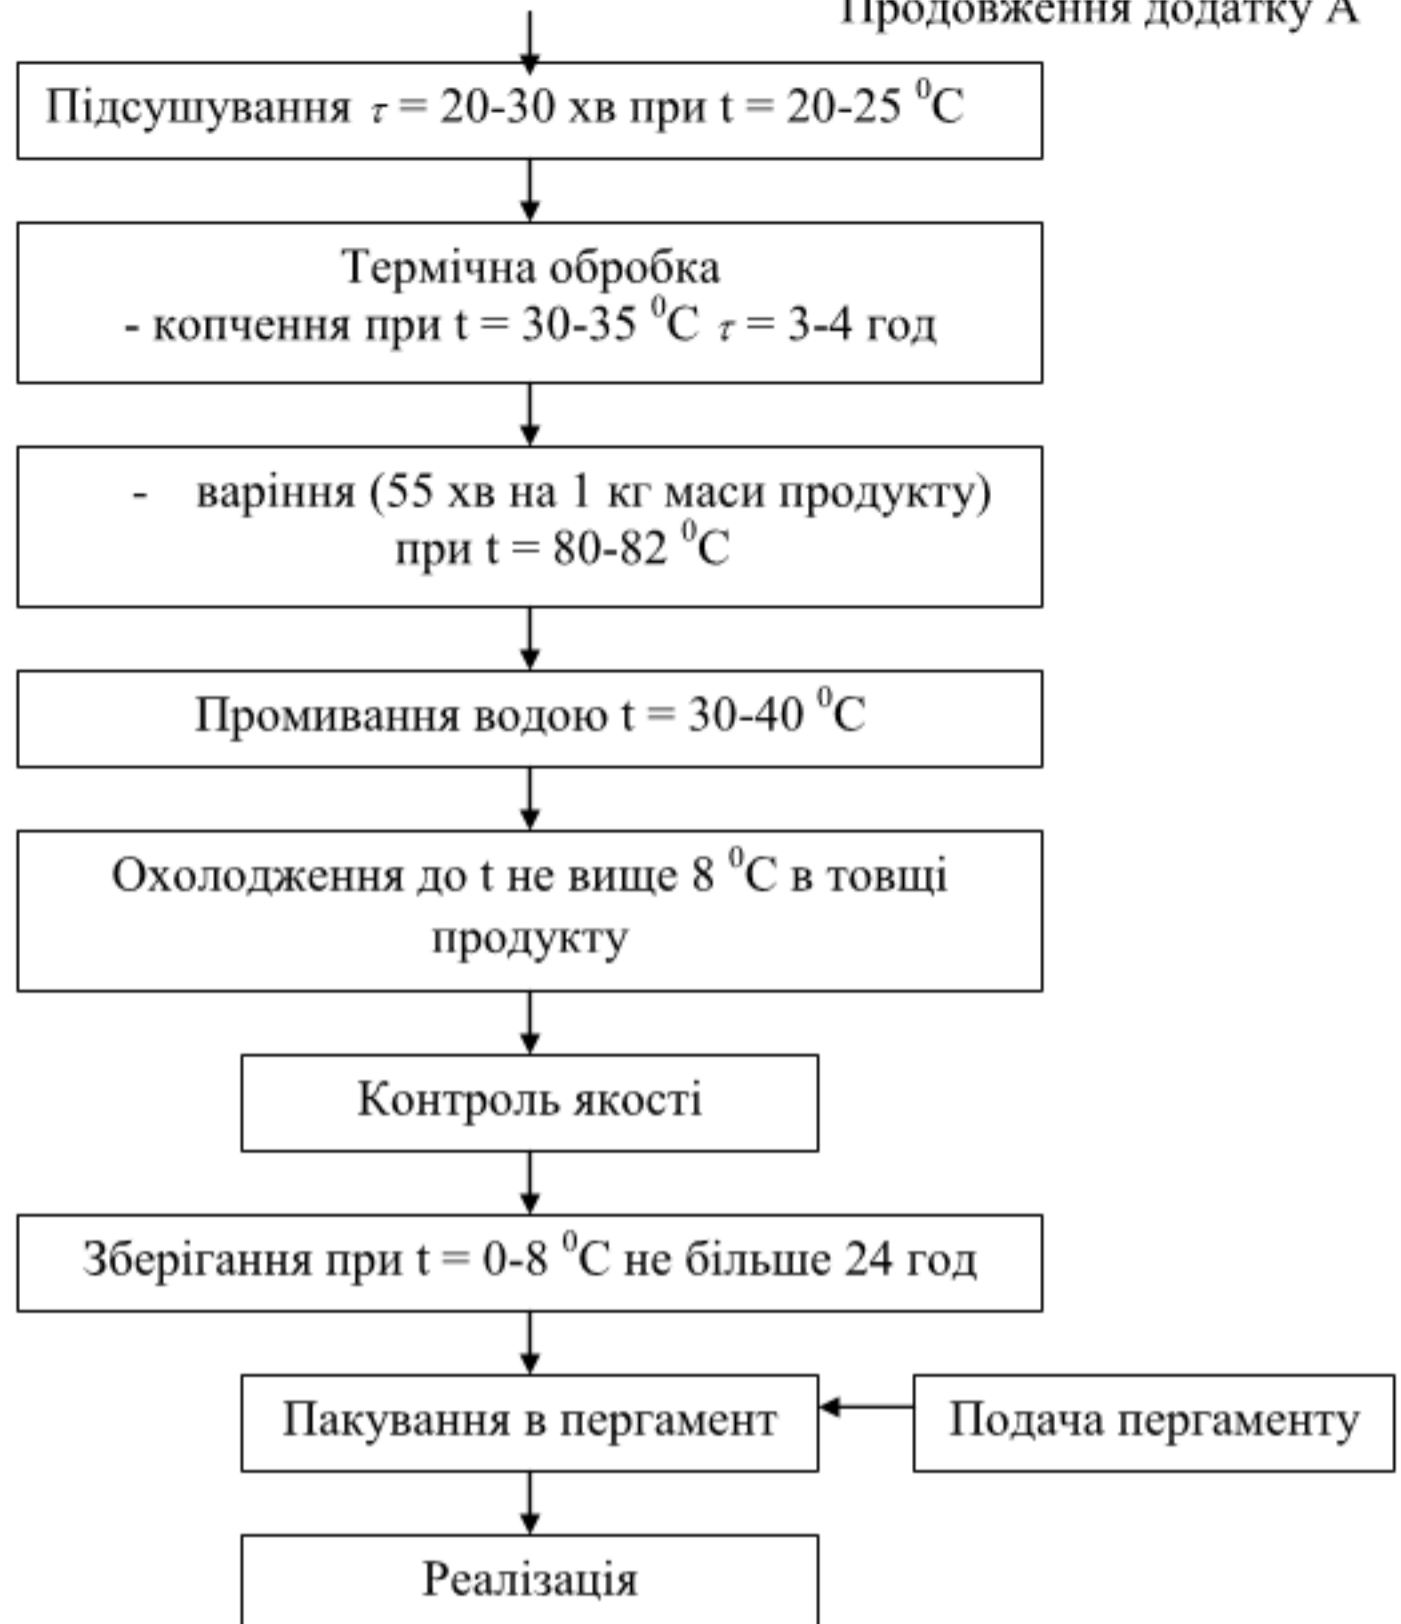 Продовження додатку А
Підсушування τ = 20-30 хв при t = 20-25 ⁰С
Термічна обробка
- копчення при t = 30-35 ⁰С τ = 3-4 год
- варіння (55 хв на 1 кг маси продукту)
при t = 80-82 ⁰С
Промивання водою t = 30-40 ⁰С
Охолодження до t не вище 8 ⁰С в товщі
продукту
Контроль якості
Зберігання при t = 0-8 ⁰С не більше 24 год
Пакування в пергамент
Подача пергаменту
Реалізація